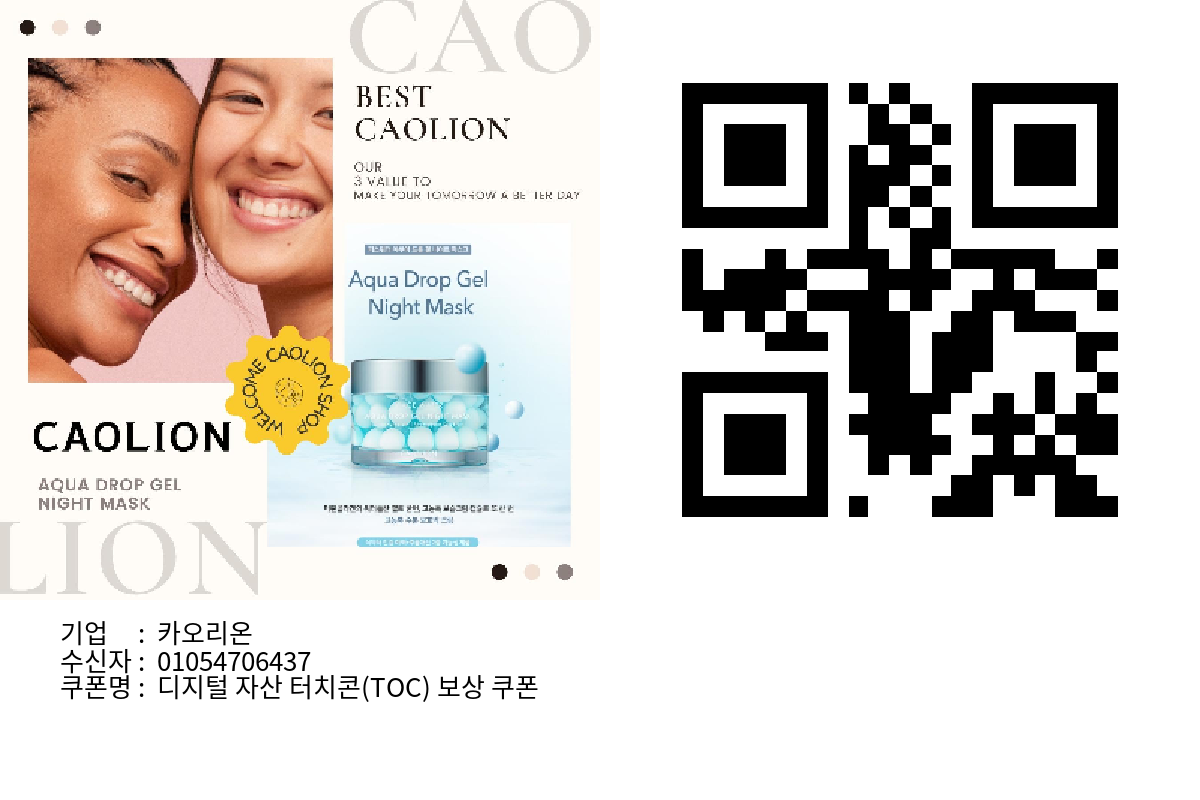 CAO
BEST
CAOLION
OUR
3 VALUE TO
MAKE YOUR TOMORROW A BETTER DAY
Aqua Drop Gel
Night Mask
WELCOME CAOLION SHOP
CAOLION
AQUA DROP GEL
NIGHT MASK
LION
기업 : 카오리온
수신자 : 01054706437
쿠폰명 : 디지털 자산 터치콘(TOC) 보상 쿠폰